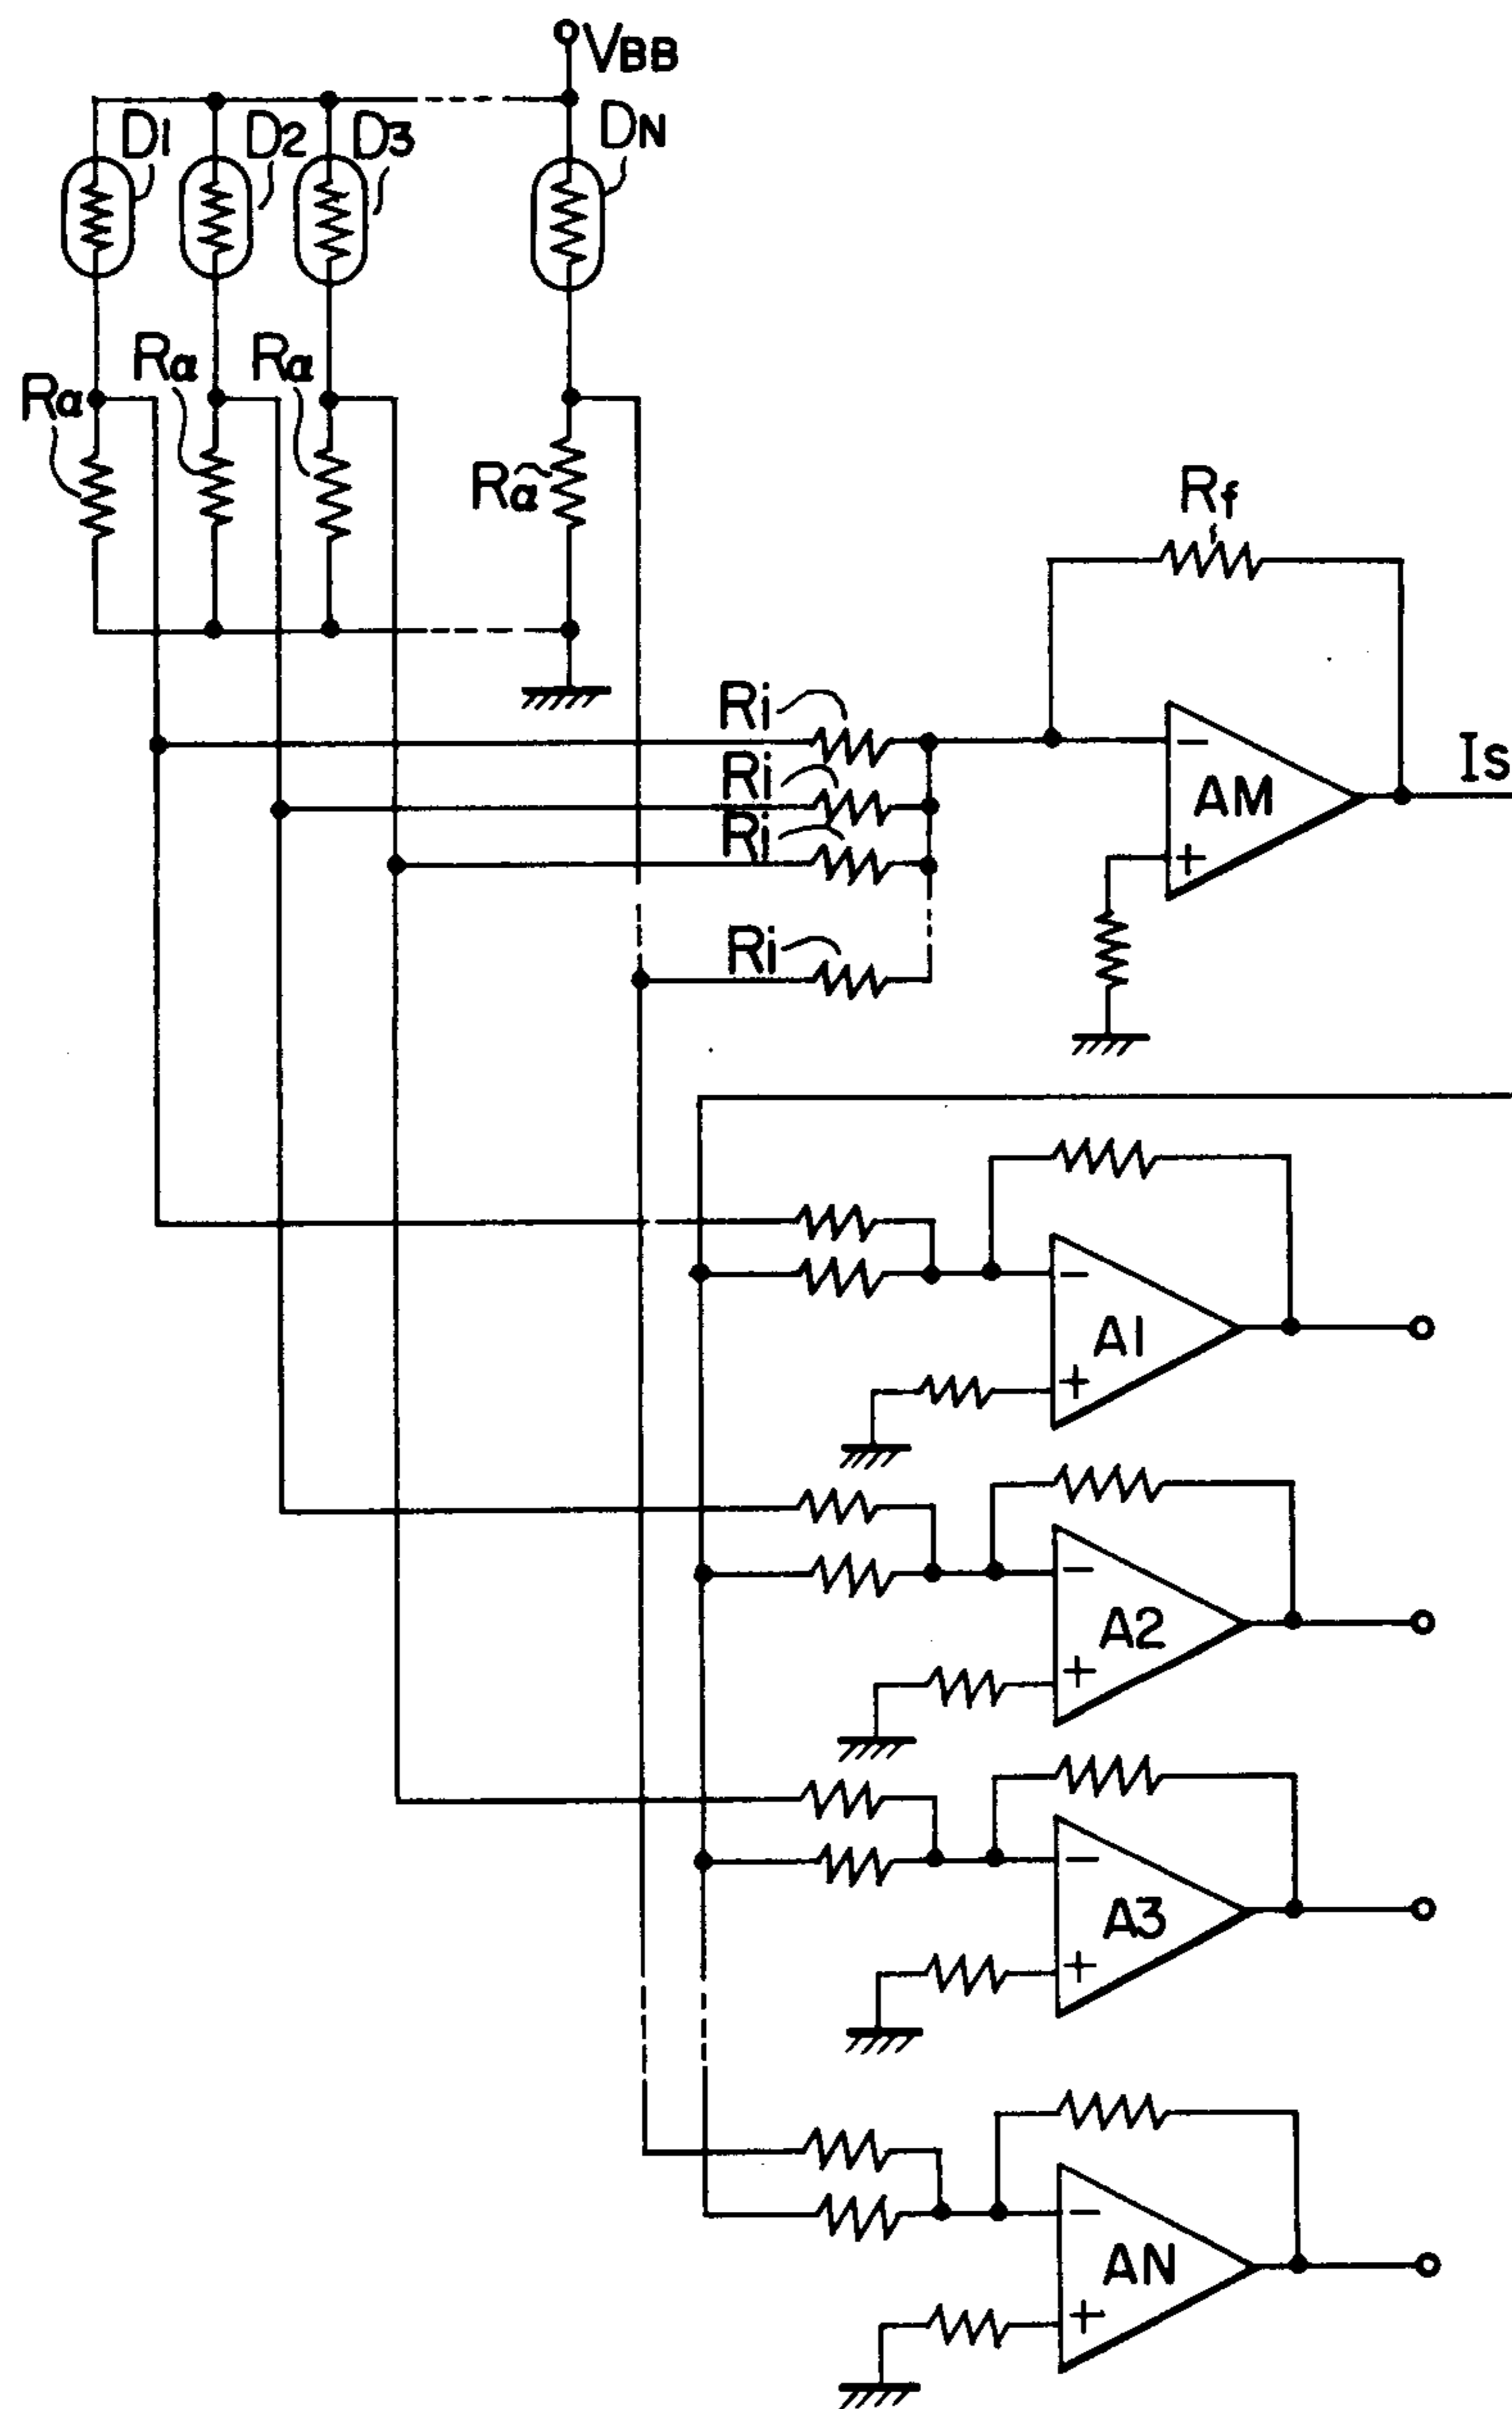 VBB
D1 D2 D3 DN
Rα Rα Rα
Rα
Rf
Ri
Ri
Ri
Ri
− AM +
Is
− A1 +
− A2 +
− A3 +
− AN +